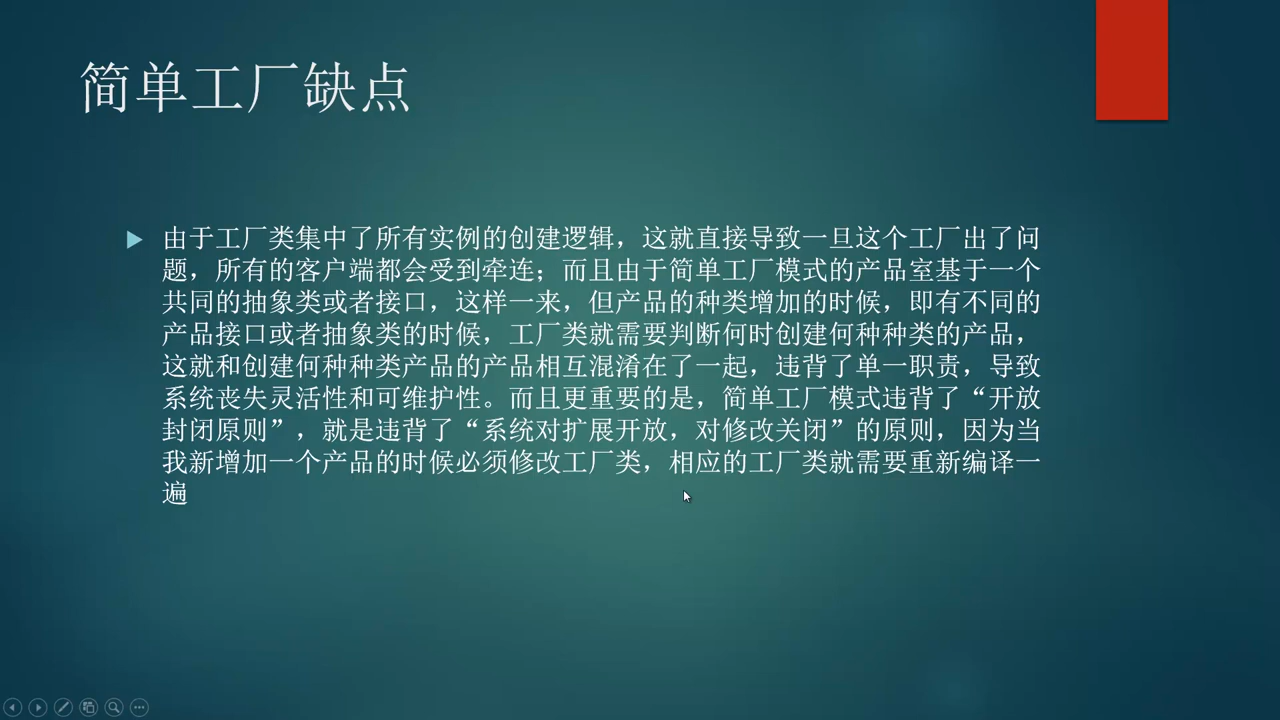 简单工厂缺点
由于工厂类集中了所有实例的创建逻辑，这就直接导致一旦这个工厂出了问
题，所有的客户端都会受到牵连；而且由于简单工厂模式的产品室基于一个
共同的抽象类或者接口，这样一来，但产品的种类增加的时候，即有不同的
产品接口或者抽象类的时候，工厂类就需要判断何时创建何种种类的产品，
这就和创建何种种类产品的产品相互混淆在了一起，违背了单一职责，导致
系统丧失灵活性和可维护性。而且更重要的是，简单工厂模式违背了“开放
封闭原则”，就是违背了“系统对扩展开放，对修改关闭”的原则，因为当
我新增加一个产品的时候必须修改工厂类，相应的工厂类就需要重新编译一
遍